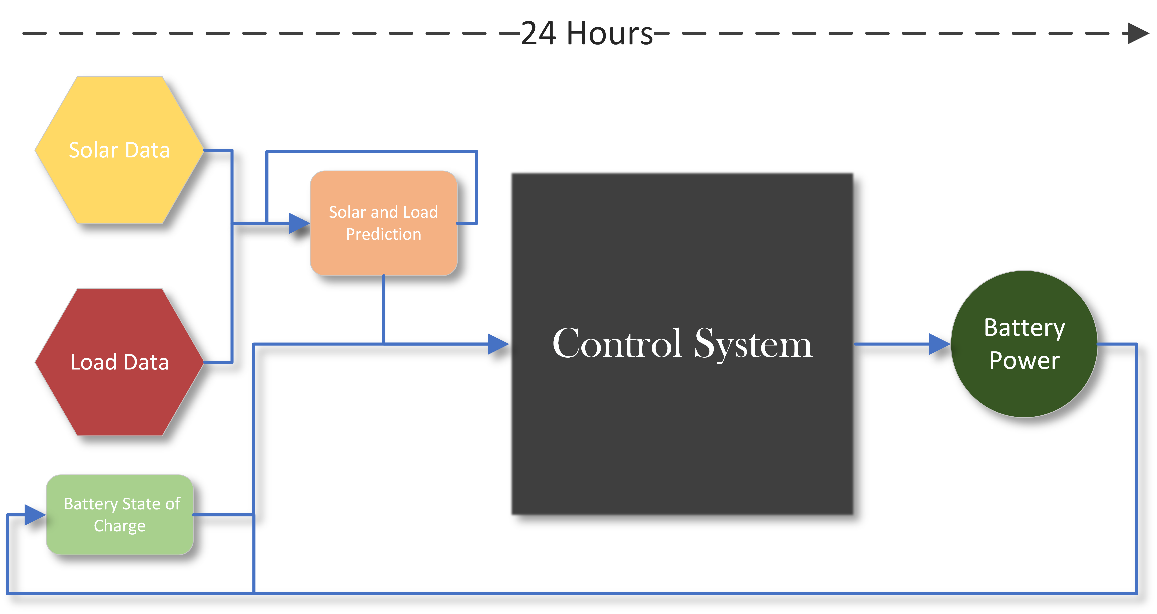 24 Hours
Solar Data
Solar and Load
Prediction
Load Data
Control System
Battery
Power
Battery State of
Charge